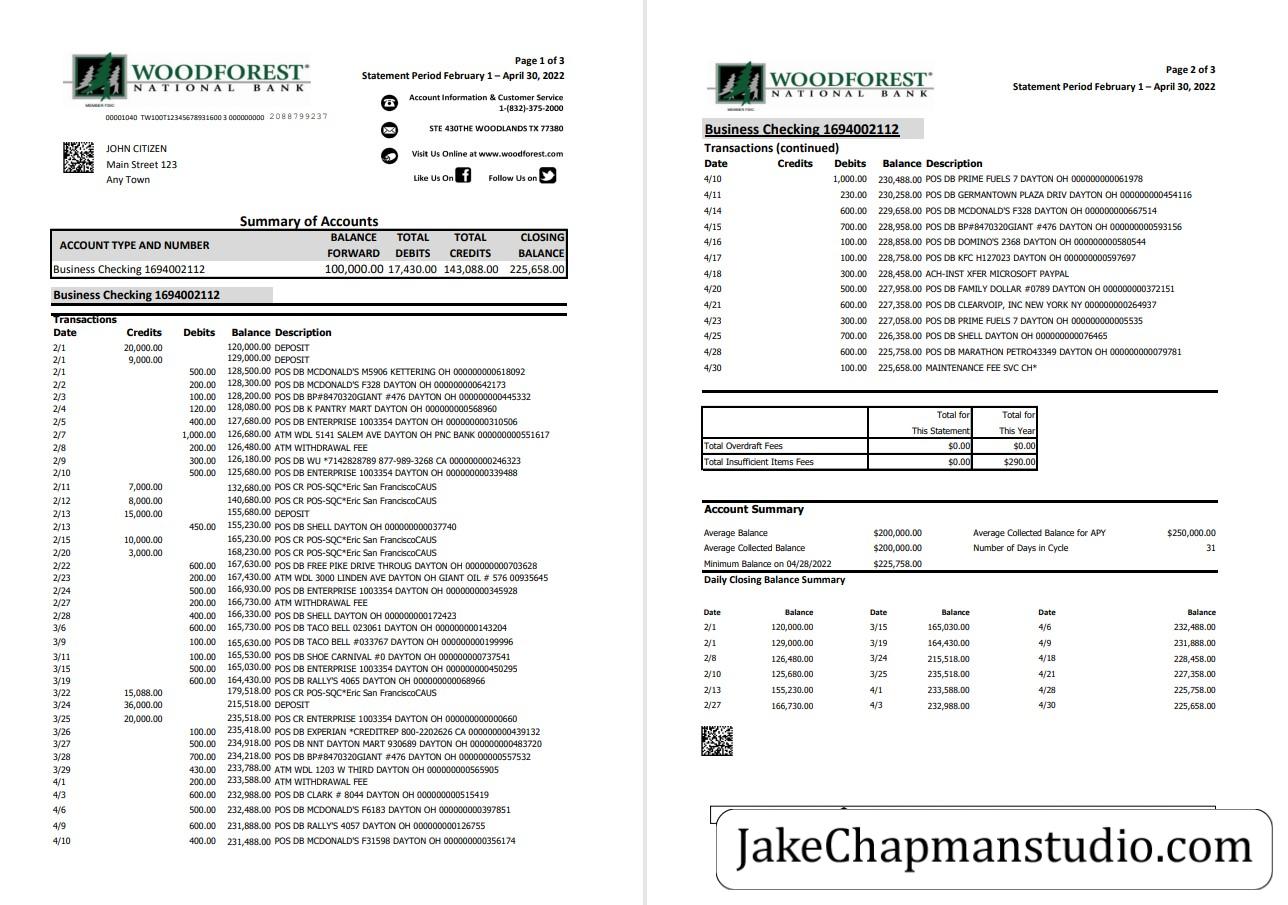 WOODFOREST®
NATIONAL BANK
MEMBER FDIC
00001040 TW100T12345678931600 3 000000000 2088799237
Page 1 of 3
Statement Period February 1 – April 30, 2022
Account Information & Customer Service
1-(832)-375-2000
STE 430THE WOODLANDS TX 77380
Visit Us Online at www.woodforest.com
Like Us On Follow Us on
JOHN CITIZEN
Main Street 123
Any Town
Summary of Accounts
ACCOUNT TYPE AND NUMBER BALANCE FORWARD TOTAL DEBITS TOTAL CREDITS CLOSING BALANCE
Business Checking 1694002112 100,000.00 17,430.00 143,088.00 225,658.00
Business Checking 1694002112
Transactions
Date Credits Debits Balance Description
2/1 20,000.00 120,000.00 DEPOSIT
2/1 9,000.00 129,000.00 DEPOSIT
2/1 500.00 128,500.00 POS DB MCDONALD'S M5906 KETTERING OH 000000000618092
2/2 200.00 128,300.00 POS DB MCDONALD'S F328 DAYTON OH 000000000642173
2/3 100.00 128,200.00 POS DB BP#8470320GIANT #476 DAYTON OH 000000000445332
2/4 120.00 128,080.00 POS DB K PANTRY MART DAYTON OH 000000000568960
2/5 400.00 127,680.00 POS DB ENTERPRISE 1003354 DAYTON OH 000000000310506
2/7 1,000.00 126,680.00 ATM WDL 5141 SALEM AVE DAYTON OH PNC BANK 000000000551617
2/8 200.00 126,480.00 ATM WITHDRAWAL FEE
2/9 300.00 126,180.00 POS DB WU *7142828789 877-989-3268 CA 000000000246323
2/10 500.00 125,680.00 POS DB ENTERPRISE 1003354 DAYTON OH 000000000339488
2/11 7,000.00 132,680.00 POS CR POS-SQC*Eric San FranciscoCAUS
2/12 8,000.00 140,680.00 POS CR POS-SQC*Eric San FranciscoCAUS
2/13 15,000.00 155,680.00 DEPOSIT
2/13 450.00 155,230.00 POS DB SHELL DAYTON OH 000000000037740
2/15 10,000.00 165,230.00 POS CR POS-SQC*Eric San FranciscoCAUS
2/20 3,000.00 168,230.00 POS CR POS-SQC*Eric San FranciscoCAUS
2/22 600.00 167,630.00 POS DB FREE PIKE DRIVE THROUG DAYTON OH 000000000703628
2/23 200.00 167,430.00 ATM WDL 3000 LINDEN AVE DAYTON OH GIANT OIL # 576 00935645
2/24 500.00 166,930.00 POS DB ENTERPRISE 1003354 DAYTON OH 000000000345928
2/27 200.00 166,730.00 ATM WITHDRAWAL FEE
2/28 400.00 166,330.00 POS DB SHELL DAYTON OH 000000000172423
3/6 600.00 165,730.00 POS DB TACO BELL 023061 DAYTON OH 000000000143204
3/9 100.00 165,630.00 POS DB TACO BELL #033767 DAYTON OH 000000000199996
3/11 100.00 165,530.00 POS DB SHOE CARNIVAL #0 DAYTON OH 000000000737541
3/15 500.00 165,030.00 POS DB ENTERPRISE 1003354 DAYTON OH 000000000450295
3/19 600.00 164,430.00 POS DB RALLY'S 4065 DAYTON OH 000000000068966
3/22 15,088.00 179,518.00 POS CR POS-SQC*Eric San FranciscoCAUS
3/24 36,000.00 215,518.00 DEPOSIT
3/25 20,000.00 235,518.00 POS CR ENTERPRISE 1003354 DAYTON OH 000000000000660
3/26 100.00 235,418.00 POS DB EXPERIAN *CREDITREP 800-2202626 CA 000000000439132
3/27 500.00 234,918.00 POS DB NNT DAYTON MART 930689 DAYTON OH 000000000483720
3/28 700.00 234,218.00 POS DB BP#8470320GIANT #476 DAYTON OH 000000000557532
3/29 430.00 233,788.00 ATM WDL 1203 W THIRD DAYTON OH 000000000565905
4/1 200.00 233,588.00 ATM WITHDRAWAL FEE
4/3 600.00 232,988.00 POS DB CLARK # 8044 DAYTON OH 000000000515419
4/6 500.00 232,488.00 POS DB MCDONALD'S F6183 DAYTON OH 000000000397851
4/9 600.00 231,888.00 POS DB RALLY'S 4057 DAYTON OH 000000000126755
4/10 400.00 231,488.00 POS DB MCDONALD'S F31598 DAYTON OH 000000000356174
WOODFOREST®
NATIONAL BANK
MEMBER FDIC
Page 2 of 3
Statement Period February 1 – April 30, 2022
Business Checking 1694002112
Transactions (continued)
Date Credits Debits Balance Description
4/10 1,000.00 230,488.00 POS DB PRIME FUELS 7 DAYTON OH 000000000061978
4/11 230.00 230,258.00 POS DB GERMANTOWN PLAZA DRIV DAYTON OH 000000000454116
4/14 600.00 229,658.00 POS DB MCDONALD'S F328 DAYTON OH 000000000667514
4/15 700.00 228,958.00 POS DB BP#8470320GIANT #476 DAYTON OH 000000000593156
4/16 100.00 228,858.00 POS DB DOMINO'S 2368 DAYTON OH 000000000580544
4/17 100.00 228,758.00 POS DB KFC H127023 DAYTON OH 000000000597697
4/18 300.00 228,458.00 ACH-INST XFER MICROSOFT PAYPAL
4/20 500.00 227,958.00 POS DB FAMILY DOLLAR #0789 DAYTON OH 000000000372151
4/21 600.00 227,358.00 POS DB CLEARVOIP, INC NEW YORK NY 000000000264937
4/23 300.00 227,058.00 POS DB PRIME FUELS 7 DAYTON OH 000000000005535
4/25 700.00 226,358.00 POS DB SHELL DAYTON OH 000000000076465
4/28 600.00 225,758.00 POS DB MARATHON PETRO43349 DAYTON OH 000000000079781
4/30 100.00 225,658.00 MAINTENANCE FEE SVC CH*
Total for This Statement Total for This Year
Total Overdraft Fees $0.00 $0.00
Total Insufficient Items Fees $0.00 $290.00
Account Summary
Average Balance $200,000.00 Average Collected Balance for APY $250,000.00
Average Collected Balance $200,000.00 Number of Days in Cycle 31
Minimum Balance on 04/28/2022 $225,758.00
Daily Closing Balance Summary
Date Balance Date Balance Date Balance
2/1 120,000.00 3/15 165,030.00 4/6 232,488.00
2/1 129,000.00 3/19 164,430.00 4/9 231,888.00
2/8 126,480.00 3/24 215,518.00 4/18 228,458.00
2/10 125,680.00 3/25 235,518.00 4/21 227,358.00
2/13 155,230.00 4/1 233,588.00 4/28 225,758.00
2/27 166,730.00 4/3 232,988.00 4/30 225,658.00
JakeChapmanstudio.com